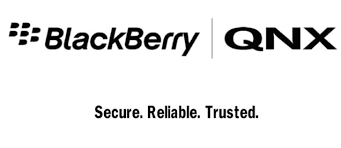 BlackBerry | QNX
Secure. Reliable. Trusted.